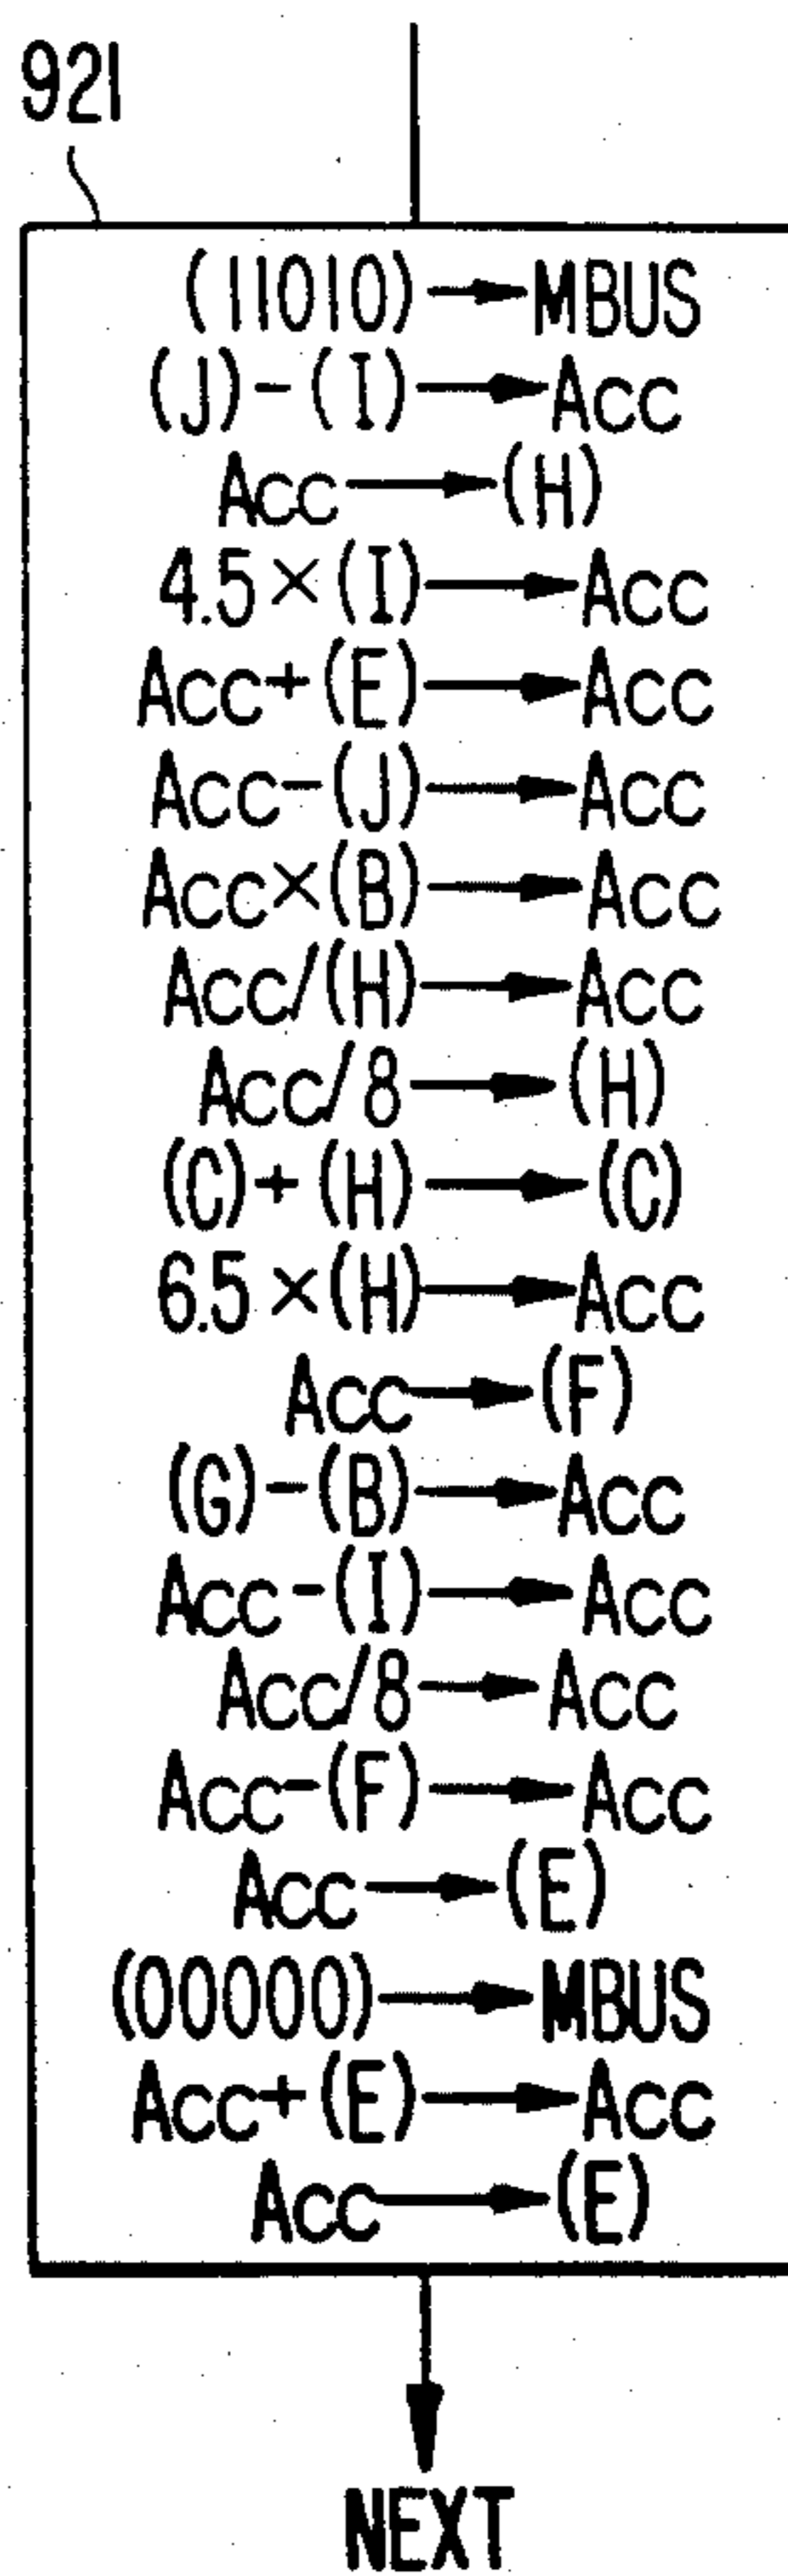 921
(11010)→MBUS
(J)-(I)→Acc
Acc→(H)
4.5×(I)→Acc
Acc+(E)→Acc
Acc-(J)→Acc
Acc×(B)→Acc
Acc/(H)→Acc
Acc/8→(H)
(C)+(H)→(C)
6.5×(H)→Acc
Acc→(F)
(G)-(B)→Acc
Acc-(I)→Acc
Acc/8→Acc
Acc-(F)→Acc
Acc→(E)
(00000)→MBUS
Acc+(E)→Acc
Acc→(E)
NEXT